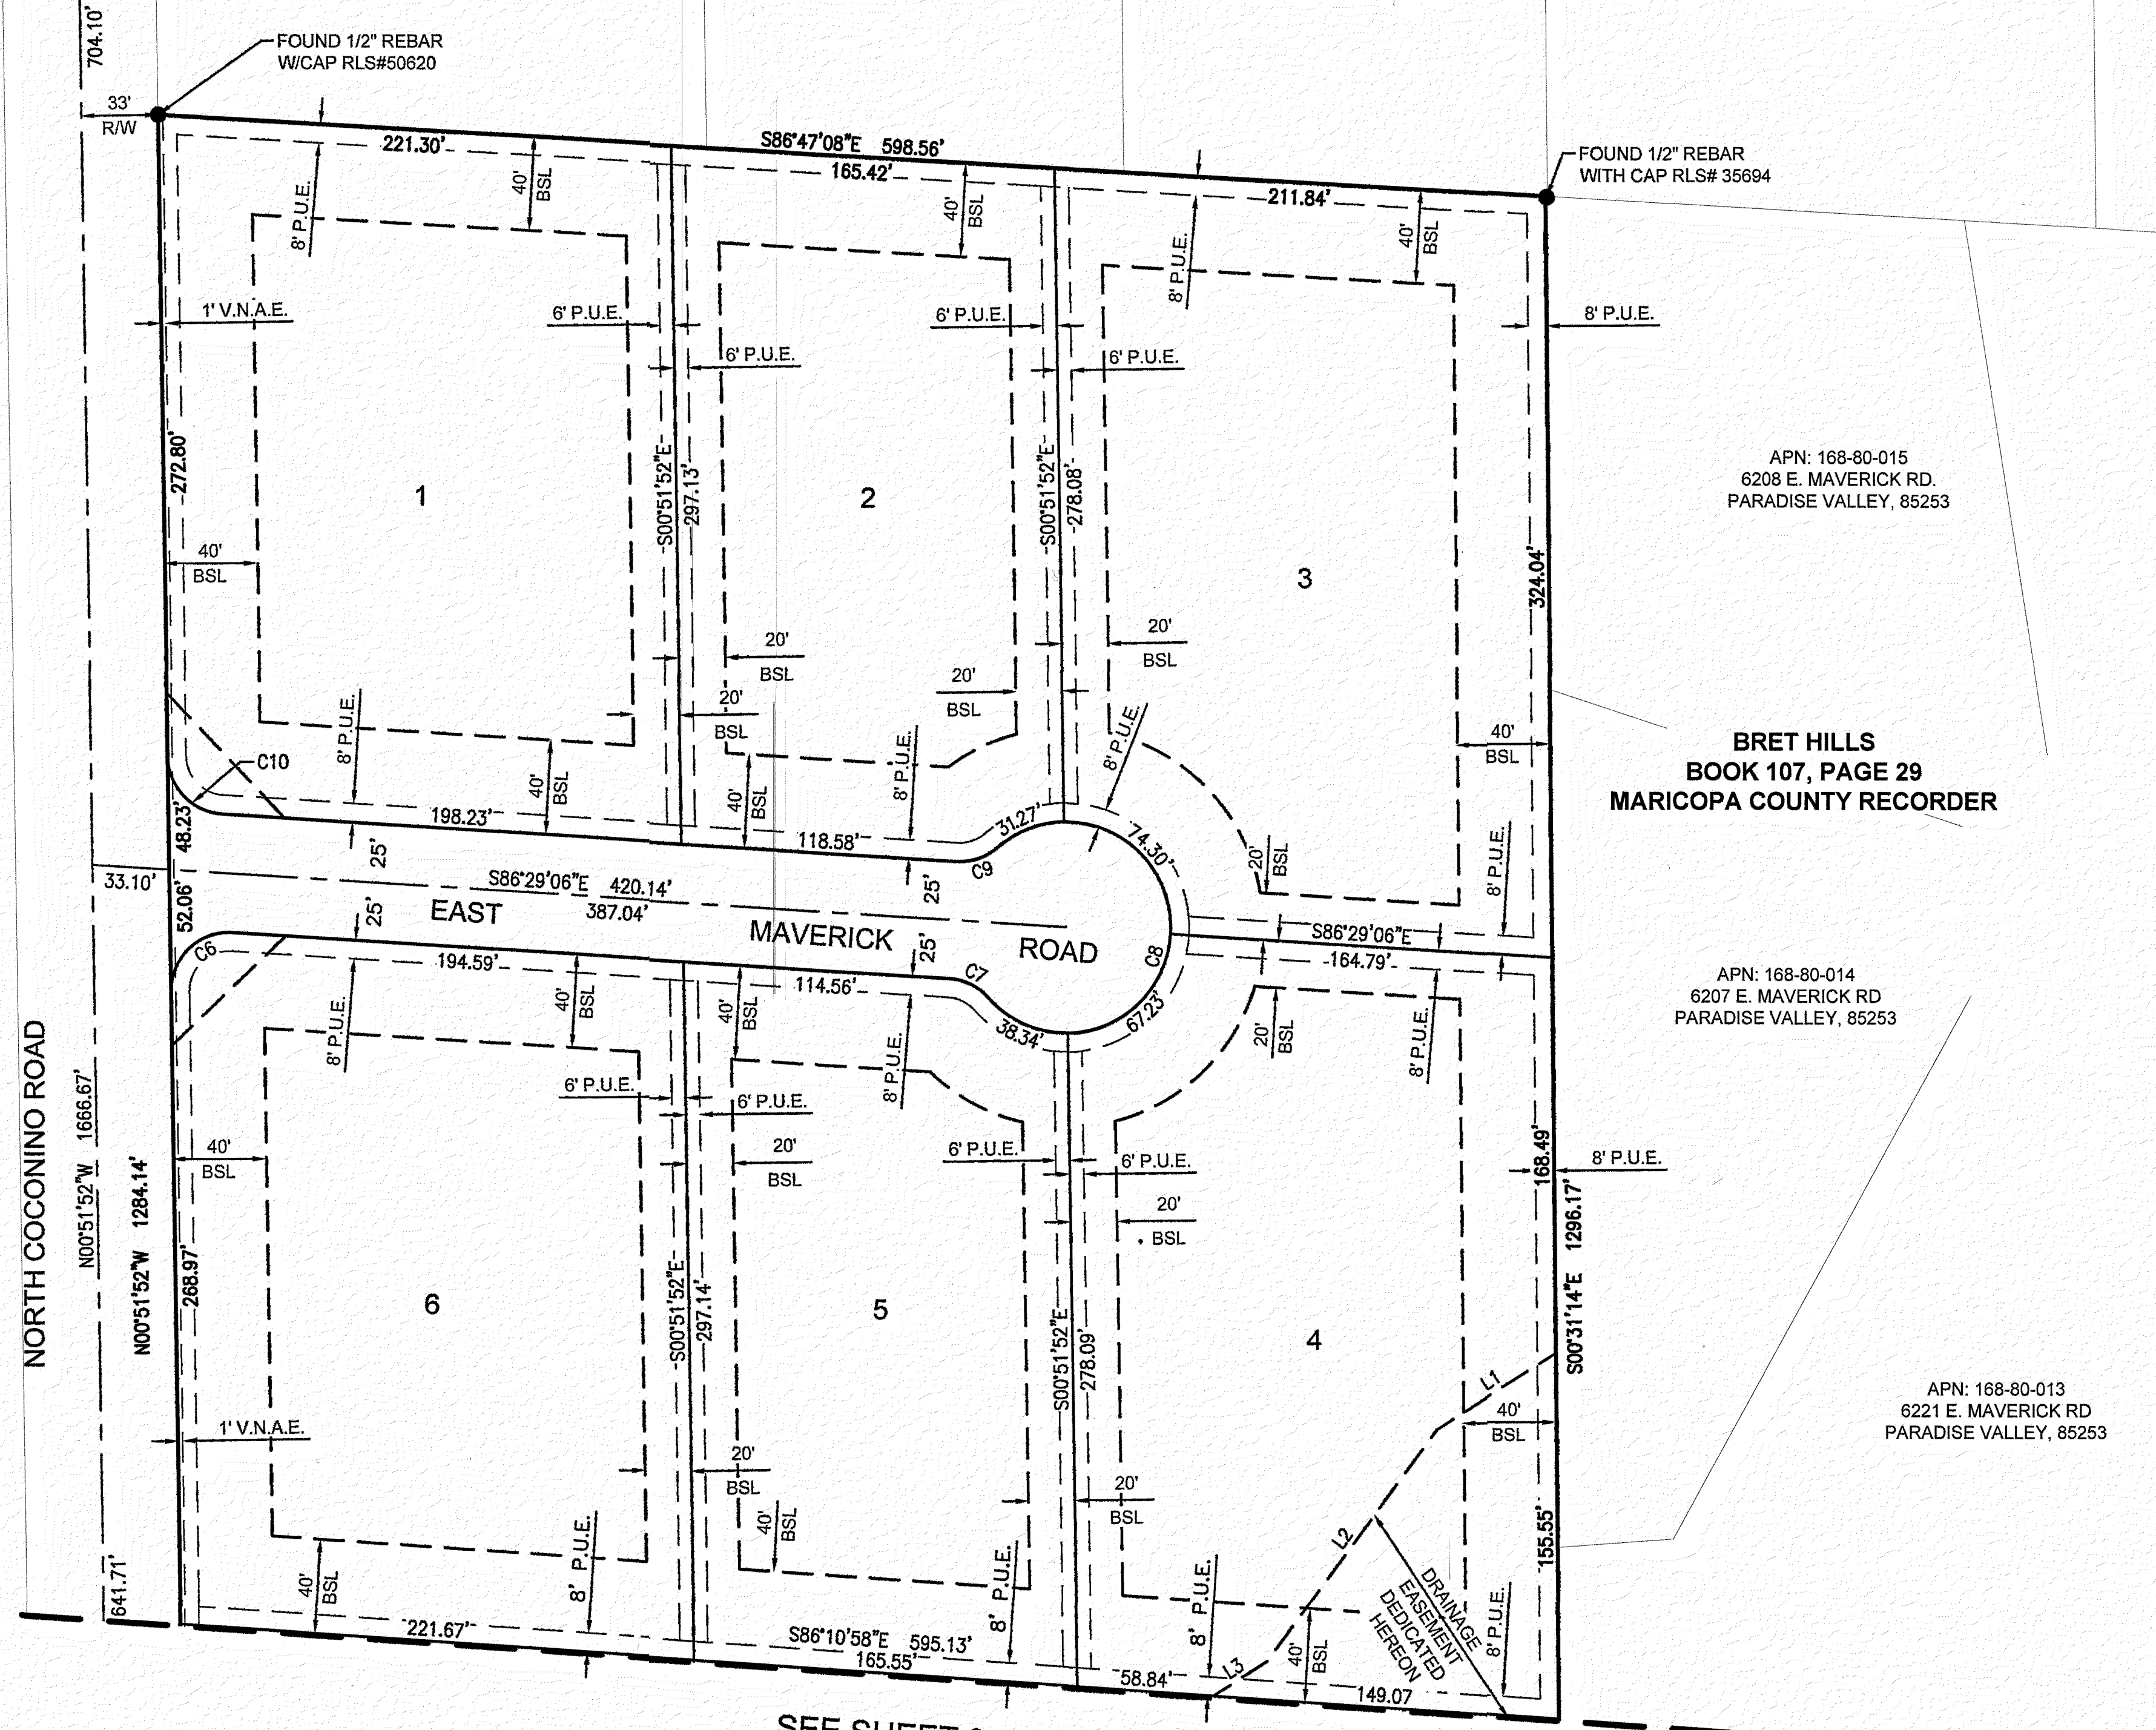 704.10'
FOUND 1/2" REBAR
W/CAP RLS#50620
33'
R/W
221.30'
S86°47'08"E 598.56'
165.42'
211.84'
FOUND 1/2" REBAR
WITH CAP RLS# 35694
8' P.U.E.
40'
BSL
40'
BSL
8' P.U.E.
40'
BSL
1' V.N.A.E.
6' P.U.E.
6' P.U.E.
6' P.U.E.
6' P.U.E.
8' P.U.E.
272.80'
1
S00°51'52"E
297.13'
2
S00°51'52"E
278.08'
3
324.04'
APN: 168-80-015
6208 E. MAVERICK RD.
PARADISE VALLEY, 85253
40'
BSL
20'
BSL
20'
BSL
20'
BSL
20'
BSL
8' P.U.E.
C10
40'
BSL
40'
BSL
8' P.U.E.
8' P.U.E.
40'
BSL
BRET HILLS
BOOK 107, PAGE 29
MARICOPA COUNTY RECORDER
48.23'
198.23'
118.58'
31.27'
C9
74.30'
20'
BSL
8' P.U.E.
25'
25'
33.10'
52.06'
S86°29'06"E 420.14'
387.04'
EAST MAVERICK ROAD
25'
25'
C6
194.59'
114.56'
C7
C8
S86°29'06"E
164.79'
38.34'
67.23'
8' P.U.E.
40'
BSL
40'
BSL
8' P.U.E.
20'
BSL
8' P.U.E.
APN: 168-80-014
6207 E. MAVERICK RD
PARADISE VALLEY, 85253
NORTH COCONINO ROAD
N00°51'52"W 1666.67'
N00°51'52"W 1284.14'
6' P.U.E.
6' P.U.E.
40'
BSL
20'
BSL
6' P.U.E.
6' P.U.E.
20'
BSL
168.49'
8' P.U.E.
S00°31'14"E 1296.17'
268.97'
6
S00°51'52"E
297.14'
5
S00°51'52"E
278.09'
4
L1
40'
BSL
APN: 168-80-013
6221 E. MAVERICK RD
PARADISE VALLEY, 85253
1' V.N.A.E.
20'
BSL
20'
BSL
40'
BSL
L2
155.55'
641.71'
40'
BSL
8' P.U.E.
8' P.U.E.
8' P.U.E.
DRAINAGE
EASEMENT
DEDICATED
HEREON
8' P.U.E.
221.67'
S86°10'58"E 595.13'
165.55'
58.84'
L3
40'
BSL
149.07
SEE SHEET